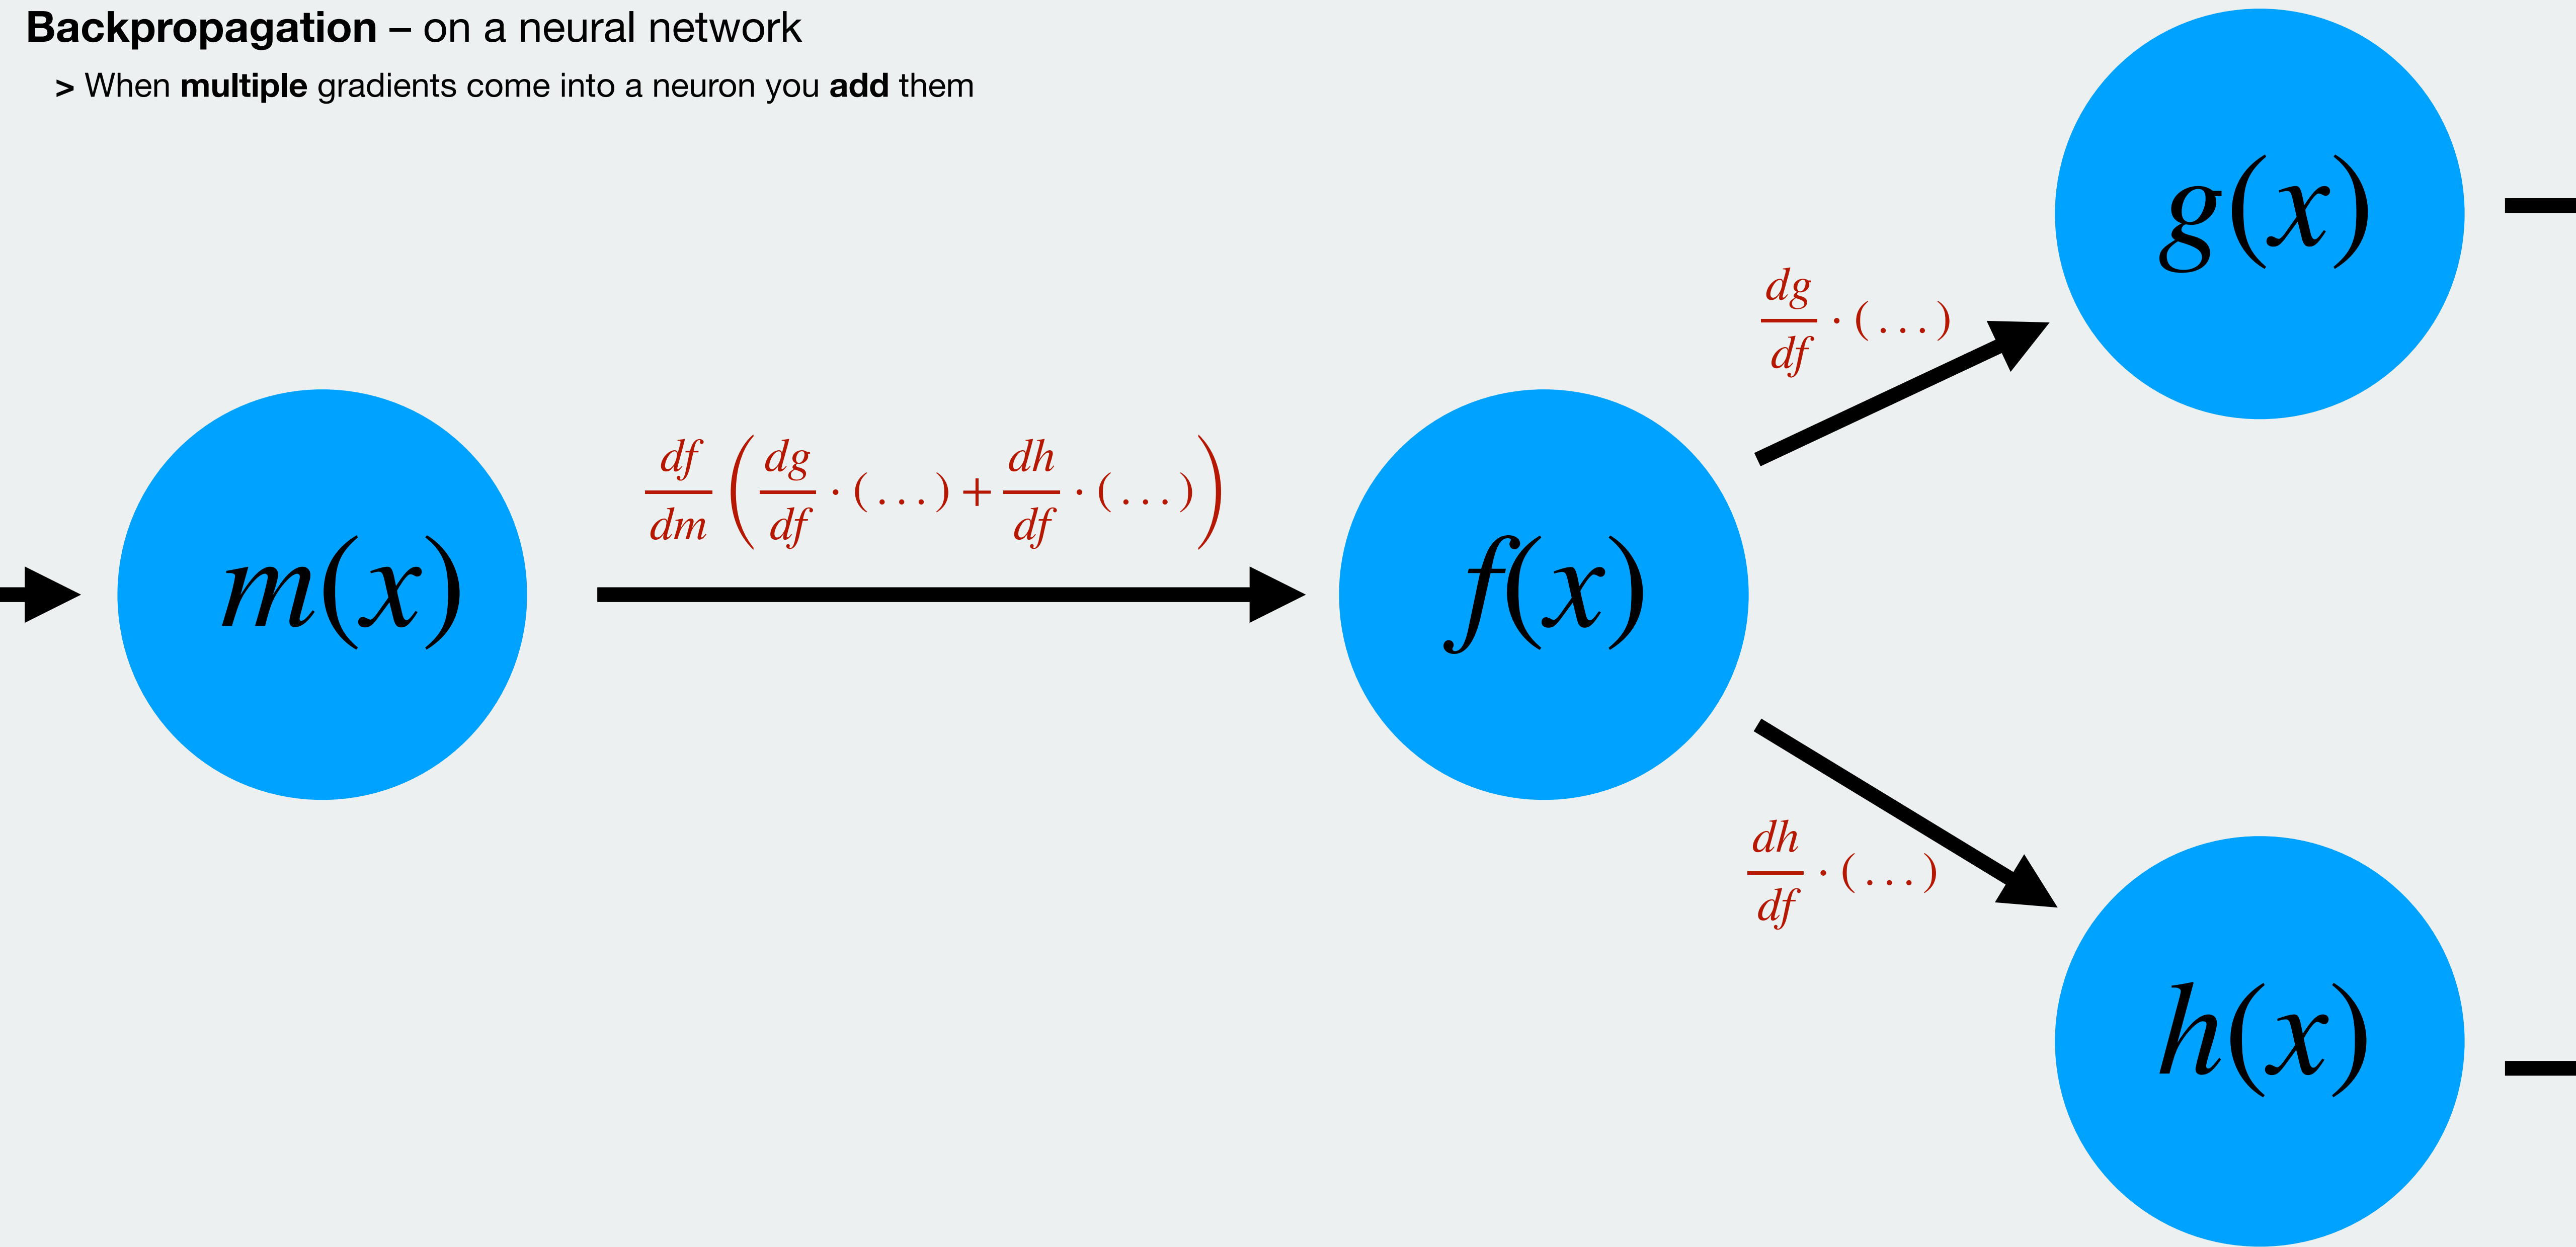 Backpropagation – on a neural network
> When multiple gradients come into a neuron you add them
g(x)
dg/df · (...)
df/dm (dg/df · (...) + dh/df · (...))
m(x)
f(x)
dh/df · (...)
h(x)